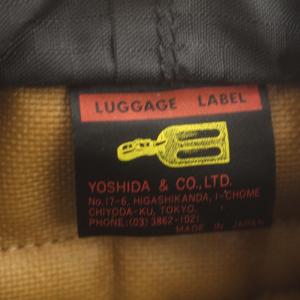 LUGGAGE LABEL
YOSHIDA & CO., LTD.
No. 17-6, HIGASHIKANDA, 1-CHOME
CHIYODA-KU, TOKYO.
PHONE: (03) 3862-1021
MADE IN JAPAN